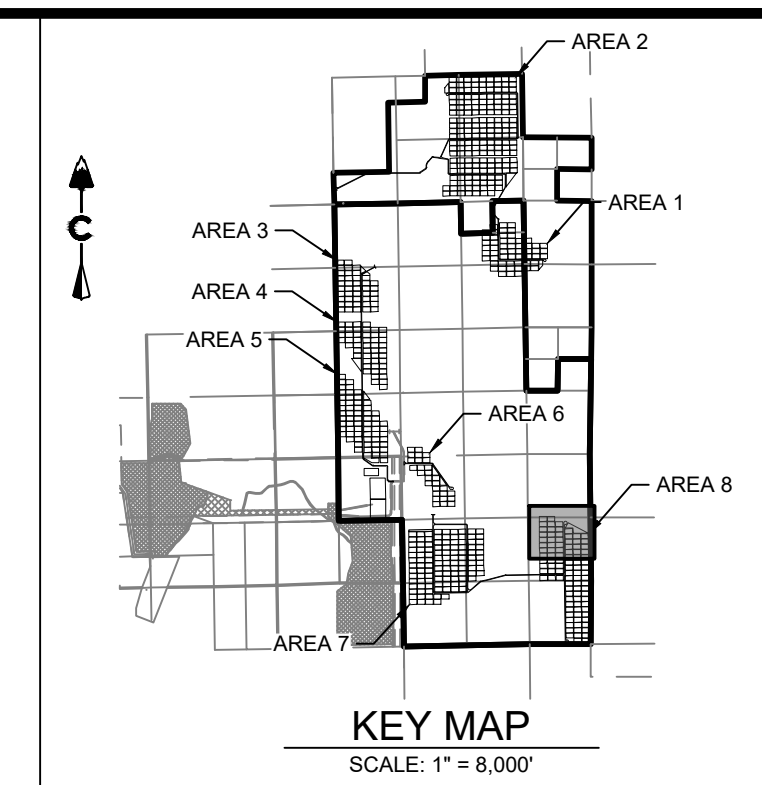 AREA 2
AREA 1
AREA 3
AREA 4
AREA 5
AREA 6
AREA 8
AREA 7
C
KEY MAP
SCALE: 1" = 8,000'